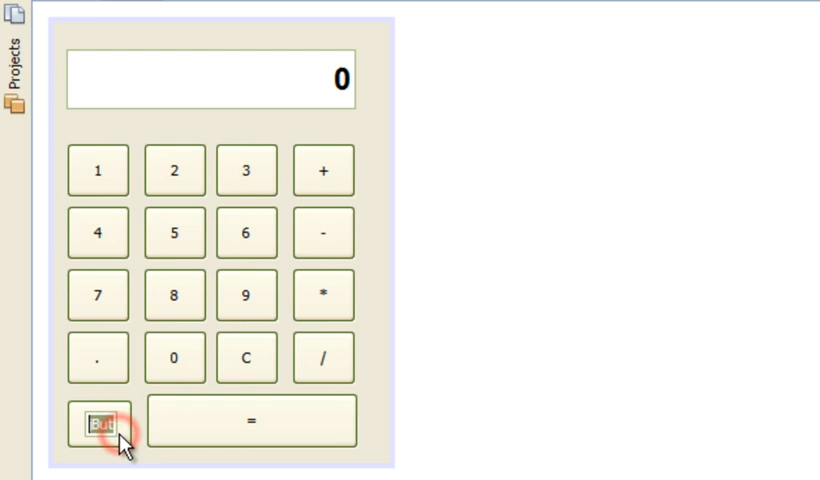 Projects
0
1 2 3 +
4 5 6 -
7 8 9 *
. 0 C /
But =